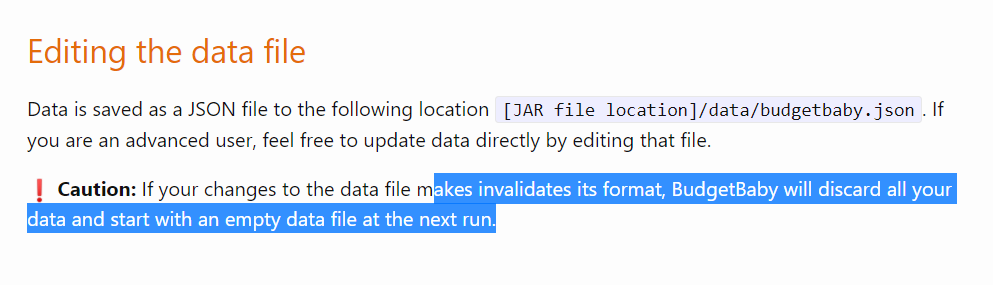 Editing the data file
Data is saved as a JSON file to the following location [JAR file location]/data/budgetbaby.json. If
you are an advanced user, feel free to update data directly by editing that file.
❗ Caution: If your changes to the data file makes invalidates its format, BudgetBaby will discard all your
data and start with an empty data file at the next run.